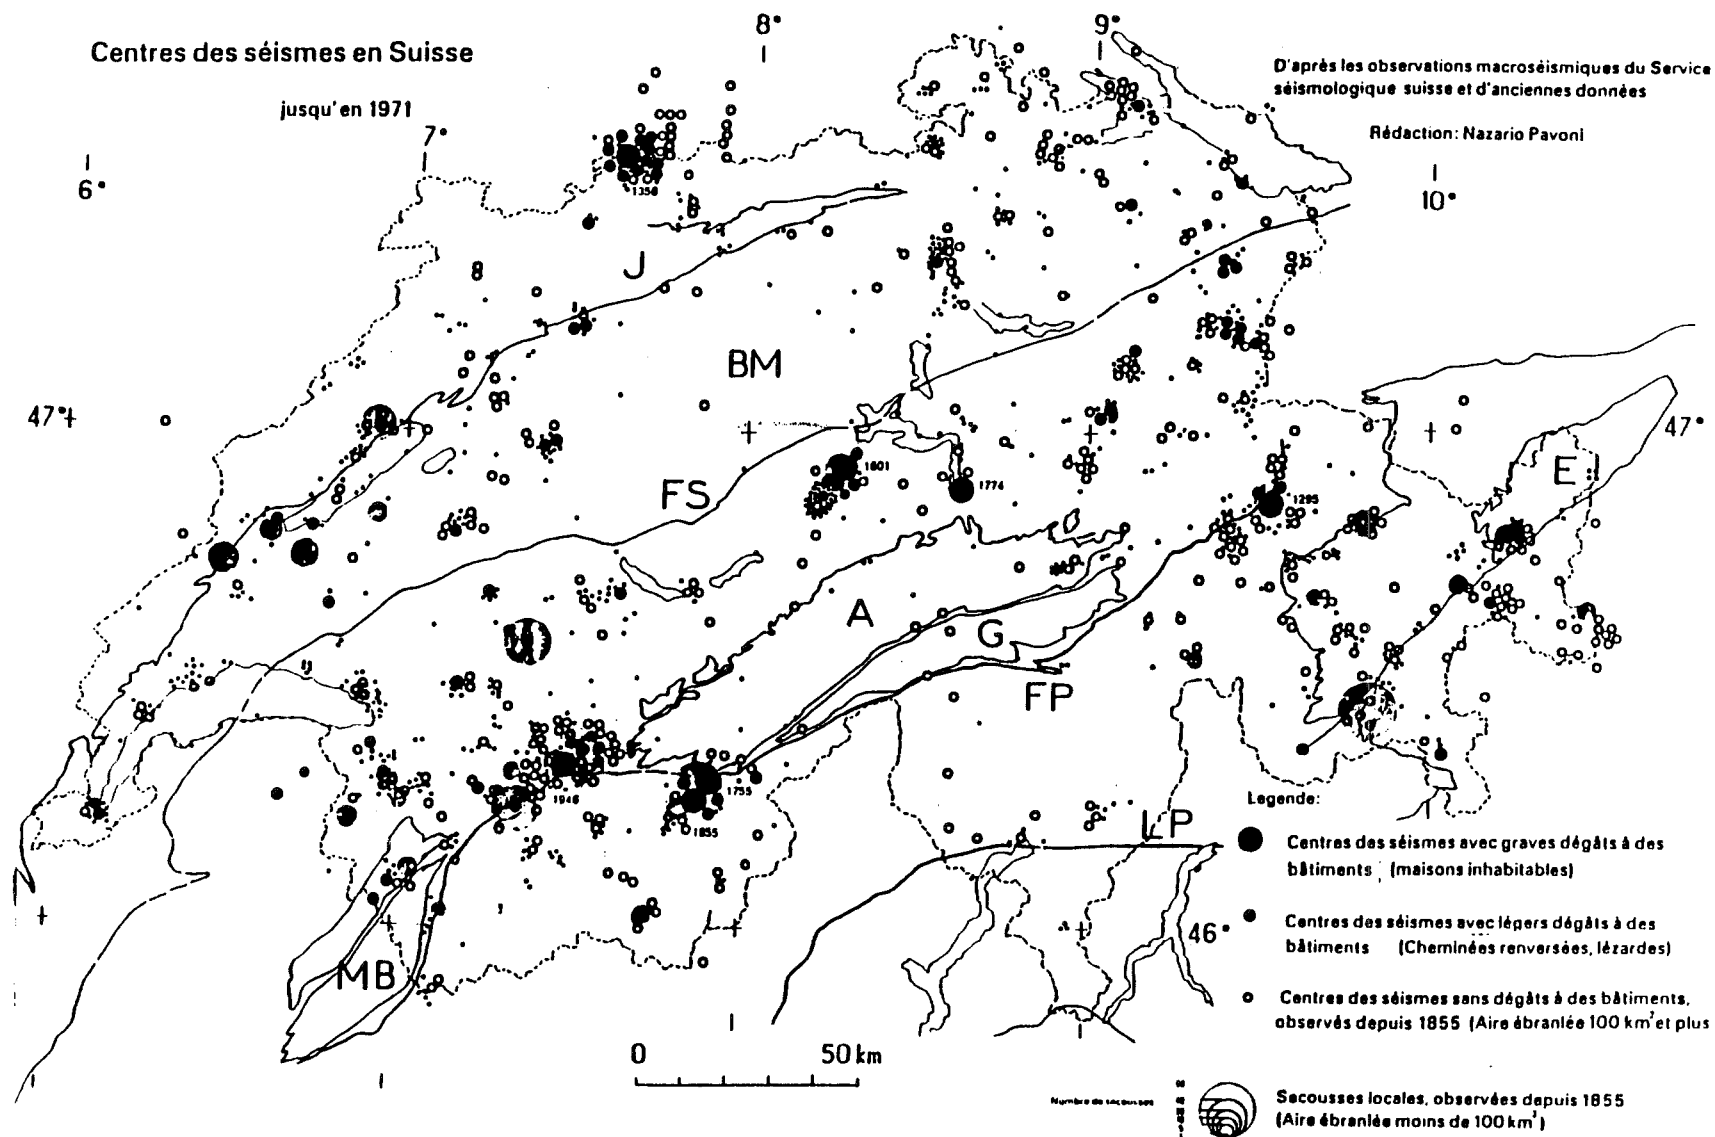 Centres des séismes en Suisse
jusqu'en 1971
D'après les observations macroséismiques du Service
séismologique suisse et d'anciennes données
Rédaction: Nazario Pavoni
6°
7°
8°
9°
10°
1356
J
BM
47°
47°
FS
1601
1774
1295
E
A
G
FP
1755
1946
1855
LP
MB
46°
0 50 km
Legende:
Centres des séismes avec graves dégâts à des
bâtiments (maisons inhabitables)
Centres des séismes avec légers dégâts à des
bâtiments (Cheminées renversées, lézardes)
Centres des séismes sans dégâts à des bâtiments,
observés depuis 1855 (Aire ébranlée 100 km² et plus
Nombre de secousses
Secousses locales, observées depuis 1855
(Aire ébranlée moins de 100 km²)